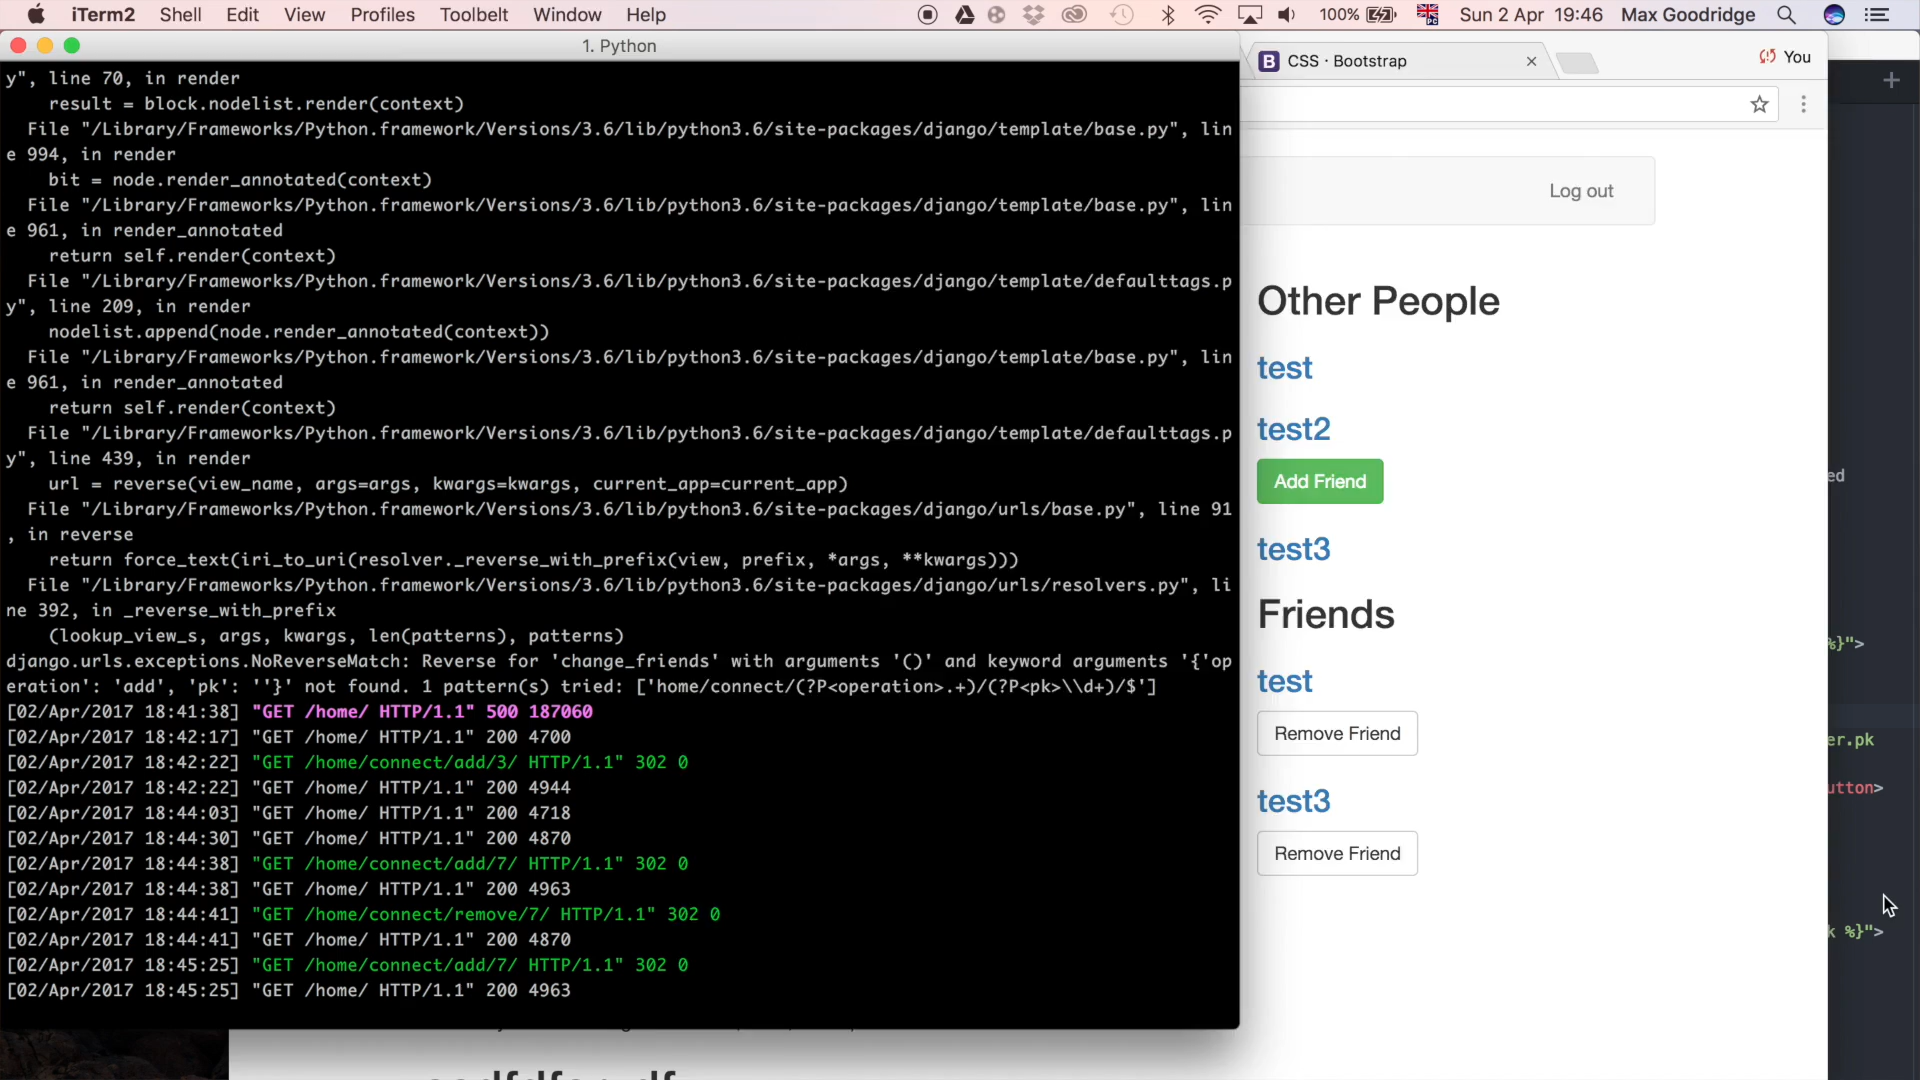 iTerm2 Shell Edit View Profiles Toolbelt Window Help 100% Sun 2 Apr 19:46 Max Goodridge
1. Python
y", line 70, in render
result = block.nodelist.render(context)
File "/Library/Frameworks/Python.framework/Versions/3.6/lib/python3.6/site-packages/django/template/base.py", lin
e 994, in render
bit = node.render_annotated(context)
File "/Library/Frameworks/Python.framework/Versions/3.6/lib/python3.6/site-packages/django/template/base.py", lin
e 961, in render_annotated
return self.render(context)
File "/Library/Frameworks/Python.framework/Versions/3.6/lib/python3.6/site-packages/django/template/defaulttags.p
y", line 209, in render
nodelist.append(node.render_annotated(context))
File "/Library/Frameworks/Python.framework/Versions/3.6/lib/python3.6/site-packages/django/template/base.py", lin
e 961, in render_annotated
return self.render(context)
File "/Library/Frameworks/Python.framework/Versions/3.6/lib/python3.6/site-packages/django/template/defaulttags.p
y", line 439, in render
url = reverse(view_name, args=args, kwargs=kwargs, current_app=current_app)
File "/Library/Frameworks/Python.framework/Versions/3.6/lib/python3.6/site-packages/django/urls/base.py", line 91
, in reverse
return force_text(iri_to_uri(resolver._reverse_with_prefix(view, prefix, *args, **kwargs)))
File "/Library/Frameworks/Python.framework/Versions/3.6/lib/python3.6/site-packages/django/urls/resolvers.py", li
ne 392, in _reverse_with_prefix
(lookup_view_s, args, kwargs, len(patterns), patterns)
django.urls.exceptions.NoReverseMatch: Reverse for 'change_friends' with arguments '()' and keyword arguments '{'op
eration': 'add', 'pk': ''}' not found. 1 pattern(s) tried: ['home/connect/(?P<operation>.+)/(?P<pk>\\d+)/$']
[02/Apr/2017 18:41:38] "GET /home/ HTTP/1.1" 500 187060
[02/Apr/2017 18:42:17] "GET /home/ HTTP/1.1" 200 4700
[02/Apr/2017 18:42:22] "GET /home/connect/add/3/ HTTP/1.1" 302 0
[02/Apr/2017 18:42:22] "GET /home/ HTTP/1.1" 200 4944
[02/Apr/2017 18:44:03] "GET /home/ HTTP/1.1" 200 4718
[02/Apr/2017 18:44:30] "GET /home/ HTTP/1.1" 200 4870
[02/Apr/2017 18:44:38] "GET /home/connect/add/7/ HTTP/1.1" 302 0
[02/Apr/2017 18:44:38] "GET /home/ HTTP/1.1" 200 4963
[02/Apr/2017 18:44:41] "GET /home/connect/remove/7/ HTTP/1.1" 302 0
[02/Apr/2017 18:44:41] "GET /home/ HTTP/1.1" 200 4870
[02/Apr/2017 18:45:25] "GET /home/connect/add/7/ HTTP/1.1" 302 0
[02/Apr/2017 18:45:25] "GET /home/ HTTP/1.1" 200 4963
B CSS · Bootstrap
You
Log out
Other People
test
test2
Add Friend
test3
Friends
test
Remove Friend
test3
Remove Friend
ed
%}">
er.pk
utton>
k %}">